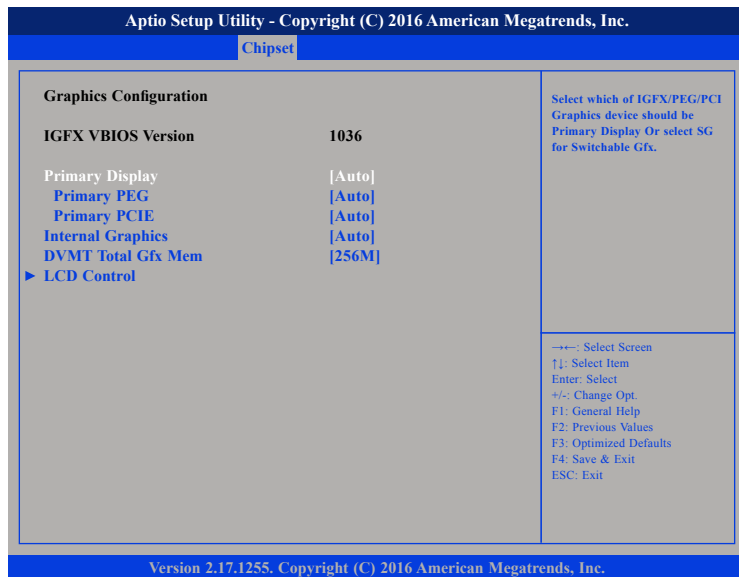 Aptio Setup Utility - Copyright (C) 2016 American Megatrends, Inc.
Chipset
Graphics Configuration
IGFX VBIOS Version 1036
Primary Display [Auto]
Primary PEG [Auto]
Primary PCIE [Auto]
Internal Graphics [Auto]
DVMT Total Gfx Mem [256M]
► LCD Control
Select which of IGFX/PEG/PCI
Graphics device should be
Primary Display Or select SG
for Switchable Gfx.
→←: Select Screen
↑↓: Select Item
Enter: Select
+/-: Change Opt.
F1: General Help
F2: Previous Values
F3: Optimized Defaults
F4: Save & Exit
ESC: Exit
Version 2.17.1255. Copyright (C) 2016 American Megatrends, Inc.